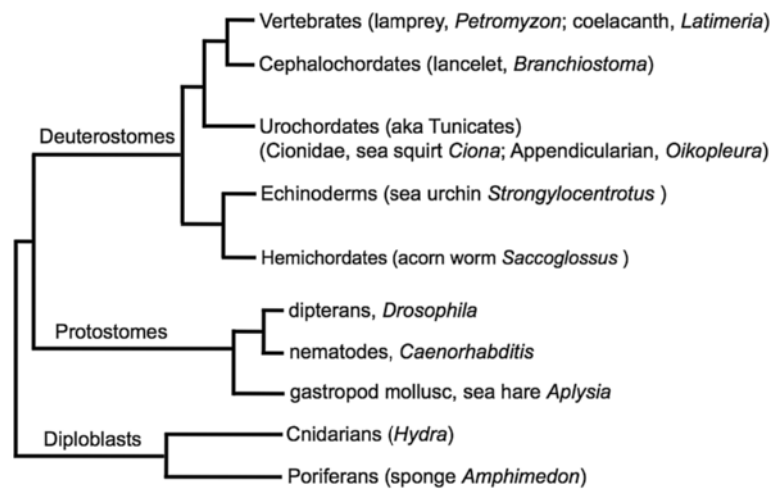 Vertebrates (lamprey, Petromyzon; coelacanth, Latimeria)
Cephalochordates (lancelet, Branchiostoma)
Deuterostomes
Urochordates (aka Tunicates)
(Cionidae, sea squirt Ciona; Appendicularian, Oikopleura)
Echinoderms (sea urchin Strongylocentrotus )
Hemichordates (acorn worm Saccoglossus )
dipterans, Drosophila
Protostomes
nematodes, Caenorhabditis
gastropod mollusc, sea hare Aplysia
Cnidarians (Hydra)
Diploblasts
Poriferans (sponge Amphimedon)